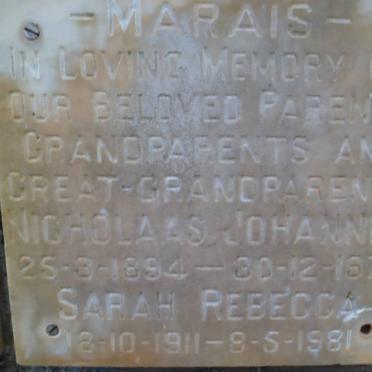 - MARAIS -
IN LOVING MEMORY
OUR BELOVED PAREN
GRANDPARENTS AN
GREAT-GRANDPAREN
NICHOLAAS JOHANN
25-3-1894 — 30-12-19
SARAH REBECCA
18-10-1911-8-5-1981